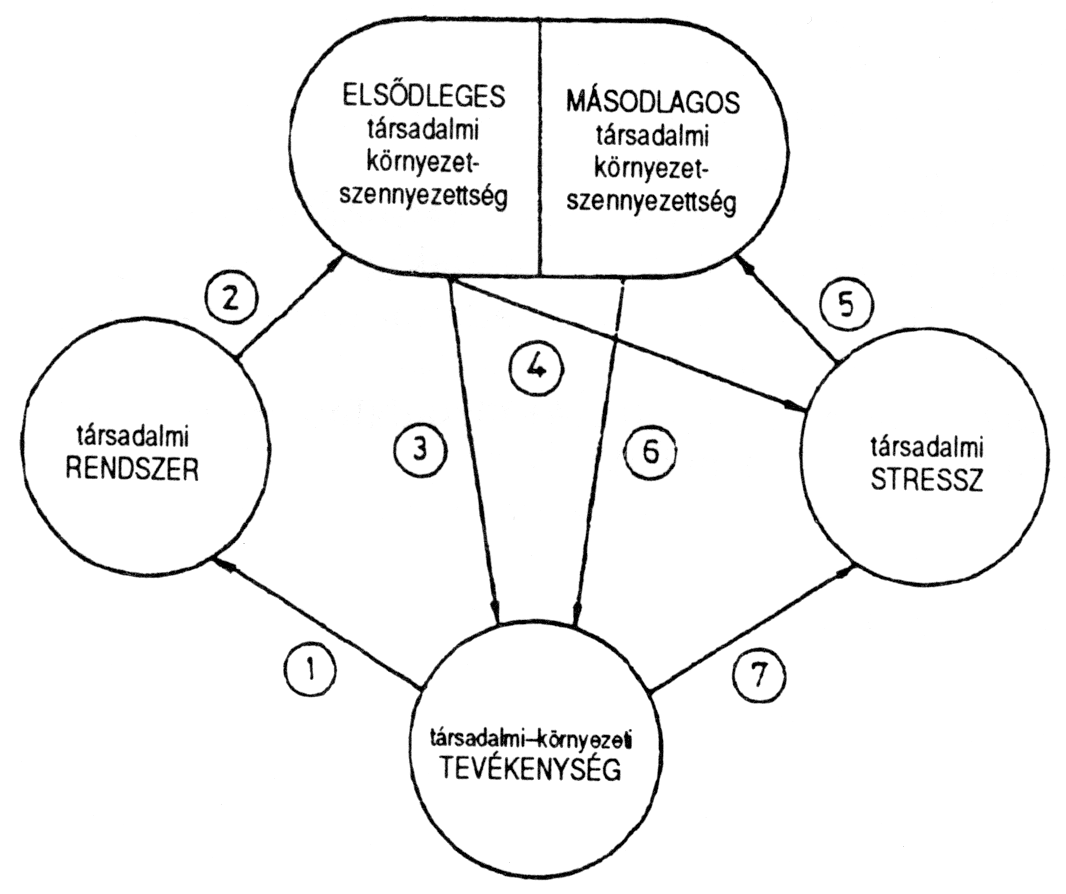 ELSŐDLEGES
társadalmi
környezet-
szennyezettség
MÁSODLAGOS
társadalmi
környezet-
szennyezettség
2
5
4
3
6
társadalmi
RENDSZER
társadalmi
STRESSZ
1
7
társadalmi-környezeti
TEVÉKENYSÉG